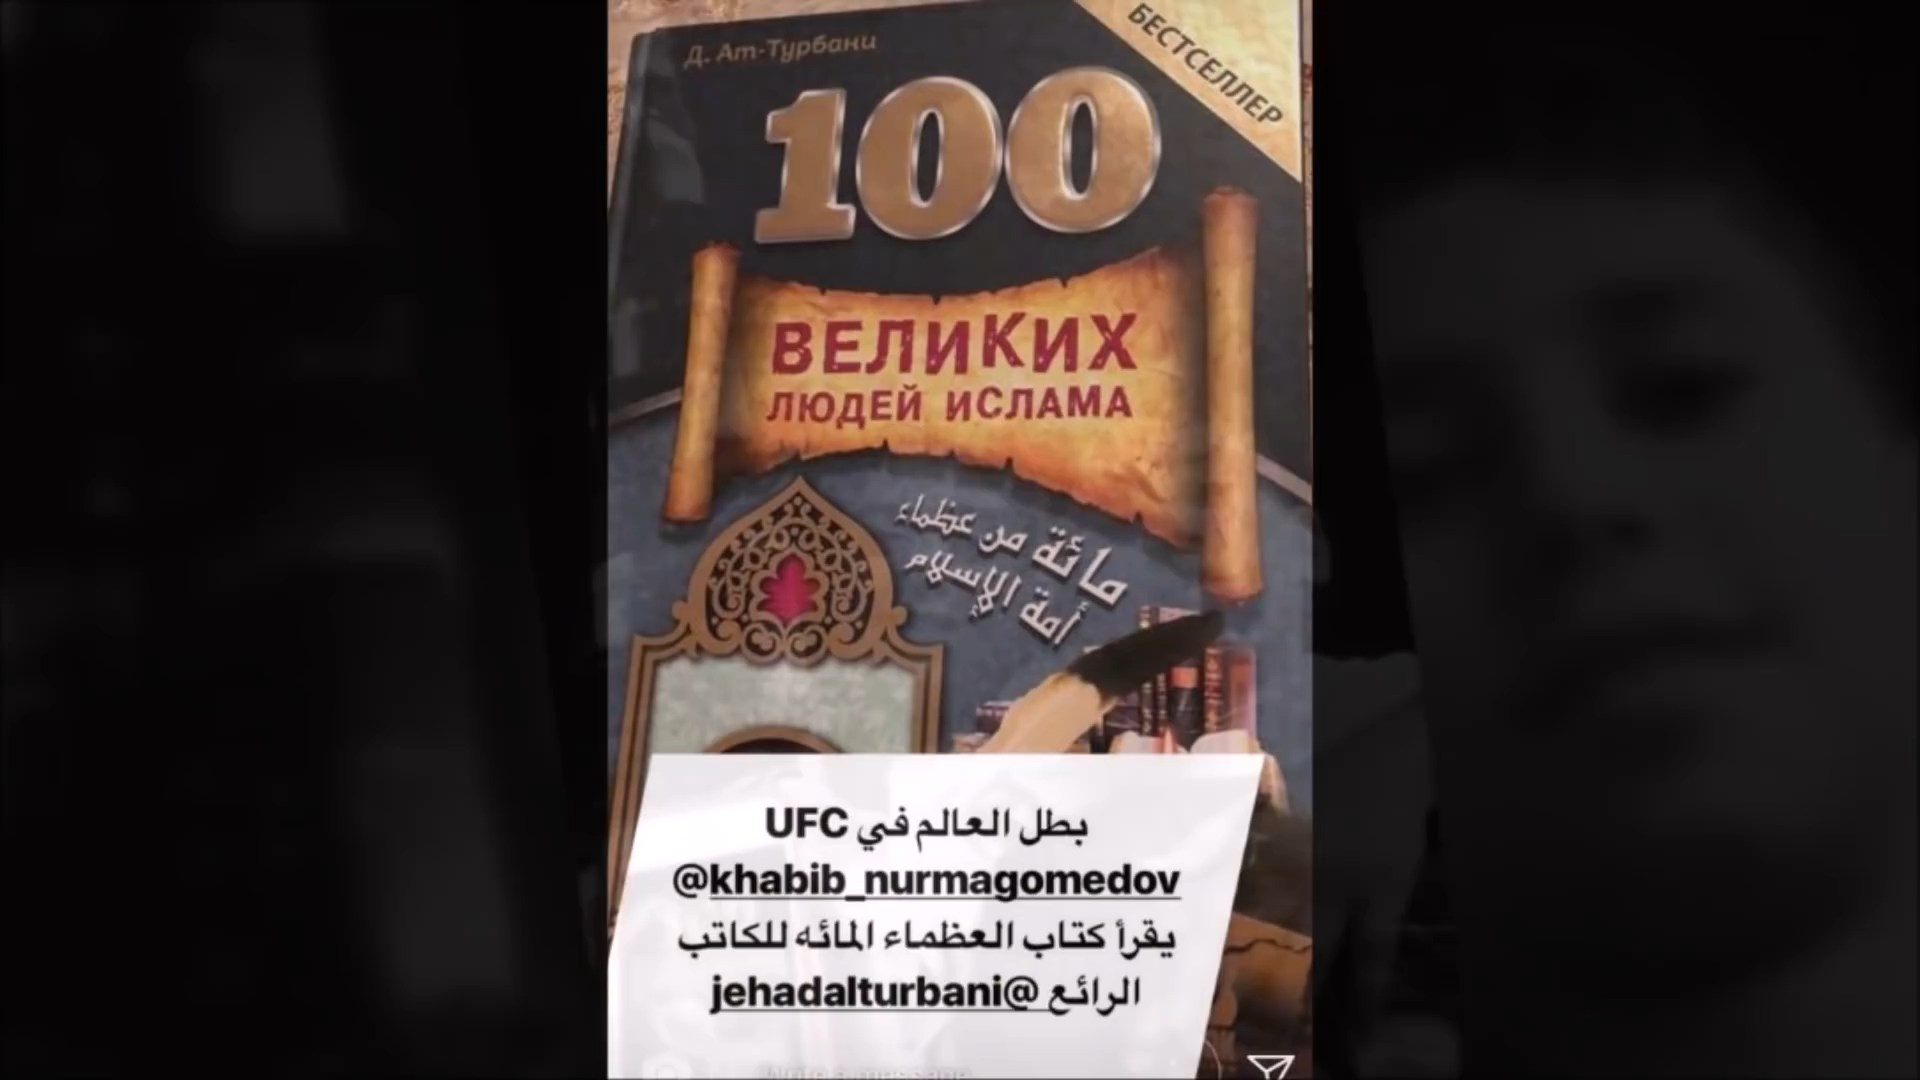 Д. Ат-Турбани
БЕСТСЕЛЛЕР
100
ВЕЛИКИХ
ЛЮДЕЙ ИСЛАМА
مائة من عظماء
أمة الإسلام
بطل العالم في UFC
@khabib_nurmagomedov
يقرأ كتاب العظماء المائه للكاتب
الرائع @jehadalturbani